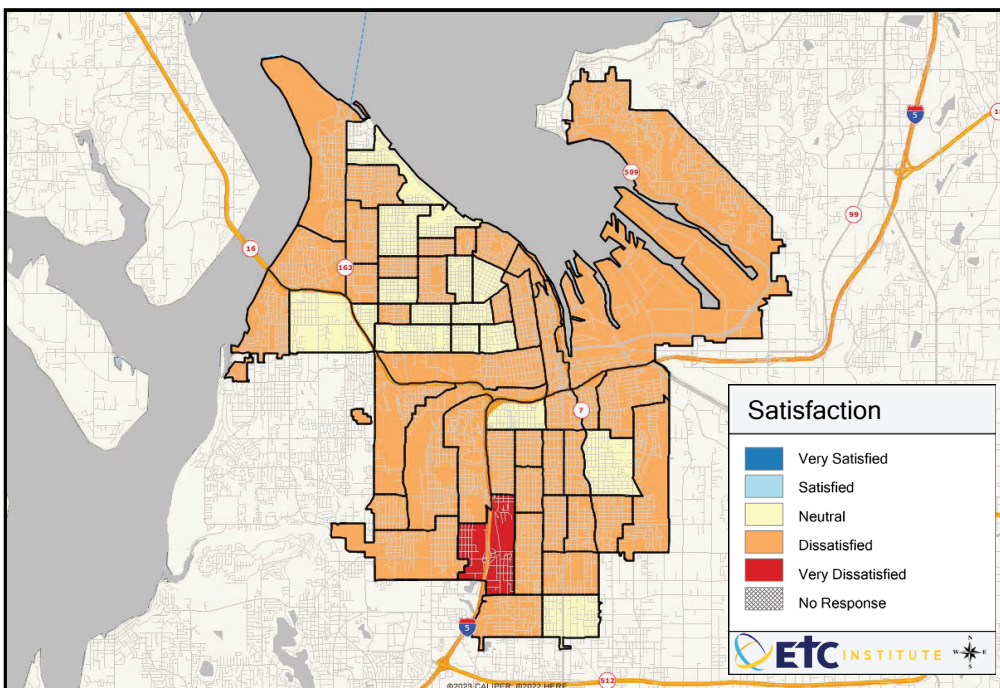 5
18
509
99
16
163
7
Satisfaction
Very Satisfied
Satisfied
Neutral
Dissatisfied
Very Dissatisfied
No Response
5
ETC INSTITUTE
N
W E
S
512
©2023 CALIPER, ©2022 HERE